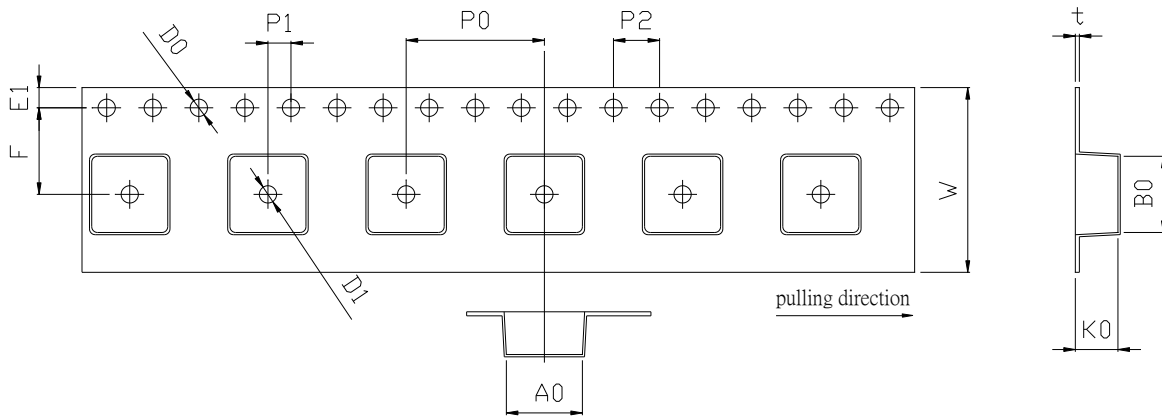 P1
P0
P2
t
D0
E1
F
W
B0
D1
pulling direction
K0
A0